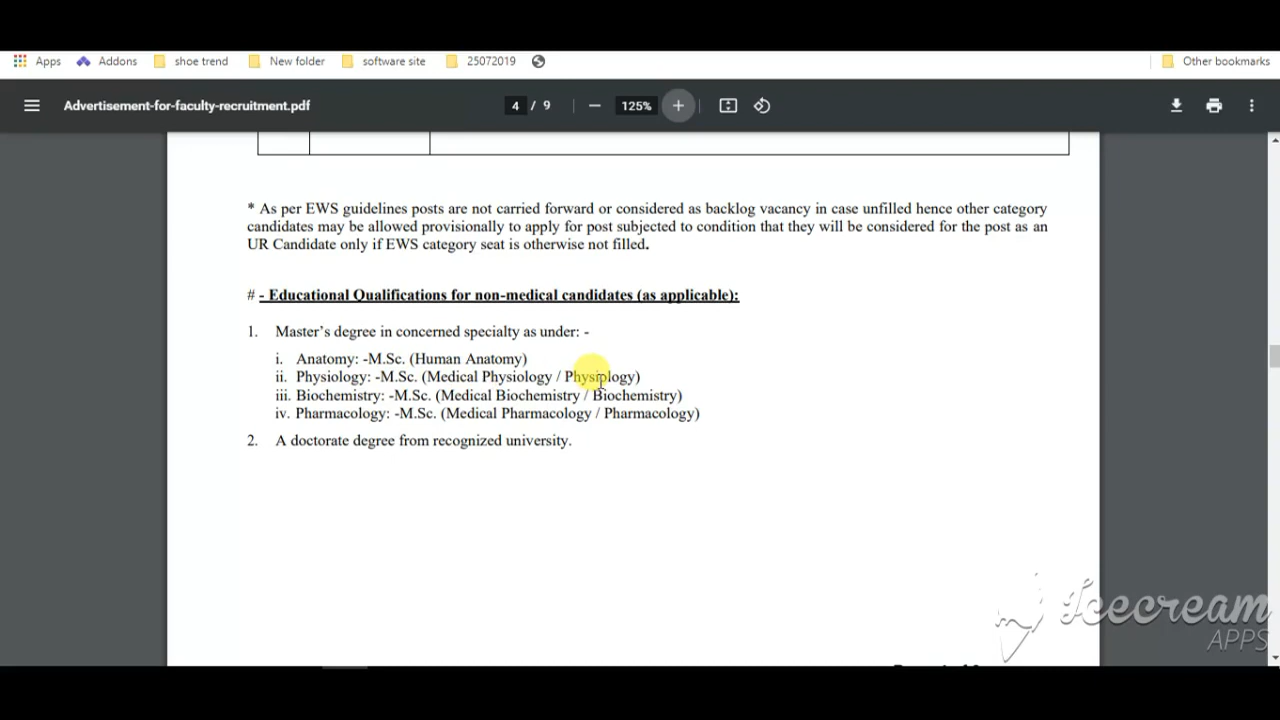 Apps Addons shoe trend New folder software site 25072019 Other bookmarks
Advertisement-for-faculty-recruitment.pdf 4 / 9 125%
* As per EWS guidelines posts are not carried forward or considered as backlog vacancy in case unfilled hence other category
candidates may be allowed provisionally to apply for post subjected to condition that they will be considered for the post as an
UR Candidate only if EWS category seat is otherwise not filled.
# - Educational Qualifications for non-medical candidates (as applicable):
1. Master’s degree in concerned specialty as under: -
i. Anatomy: -M.Sc. (Human Anatomy)
ii. Physiology: -M.Sc. (Medical Physiology / Physiology)
iii. Biochemistry: -M.Sc. (Medical Biochemistry / Biochemistry)
iv. Pharmacology: -M.Sc. (Medical Pharmacology / Pharmacology)
2. A doctorate degree from recognized university.
Icecream
APPS